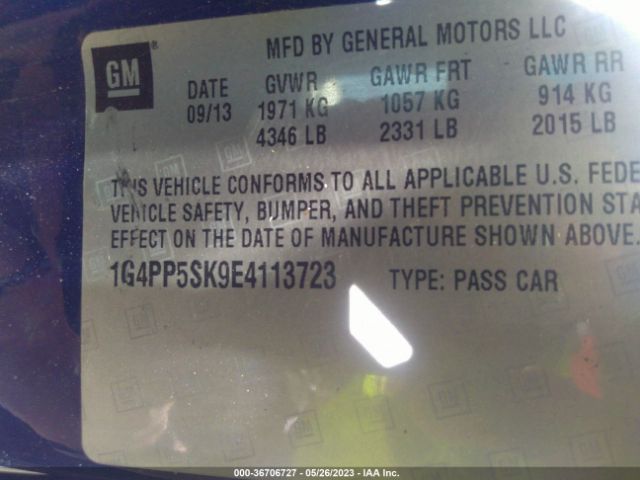 GM ®
MFD BY GENERAL MOTORS LLC
DATE GVWR GAWR FRT GAWR RR
09/13 1971 KG 1057 KG 914 KG
4346 LB 2331 LB 2015 LB
THIS VEHICLE CONFORMS TO ALL APPLICABLE U.S. FEDE
VEHICLE SAFETY, BUMPER, AND THEFT PREVENTION STA
EFFECT ON THE DATE OF MANUFACTURE SHOWN ABOVE.
1G4PP5SK9E4113723 TYPE: PASS CAR
000-36706727 - 05/26/2023 - IAA Inc.